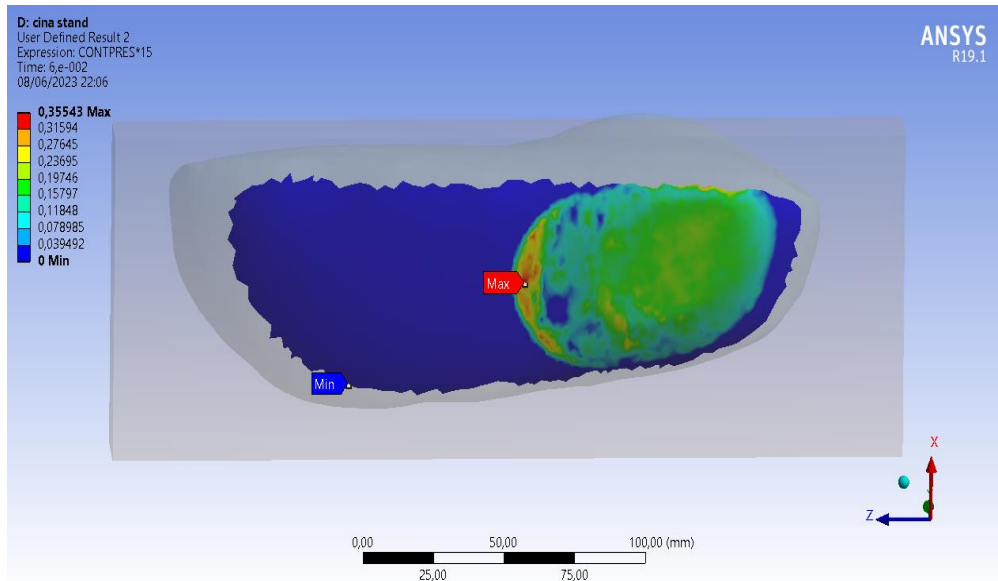 D: cina stand
User Defined Result 2
Expression: CONTPRES*15
Time: 6,e-002
08/06/2023 22:06
ANSYS
R19.1
0,35543 Max
0,31594
0,27645
0,23695
0,19746
0,15797
0,11848
0,078985
0,039492
0 Min
Max
Min
X
Z
0,00
50,00
100,00 (mm)
25,00
75,00